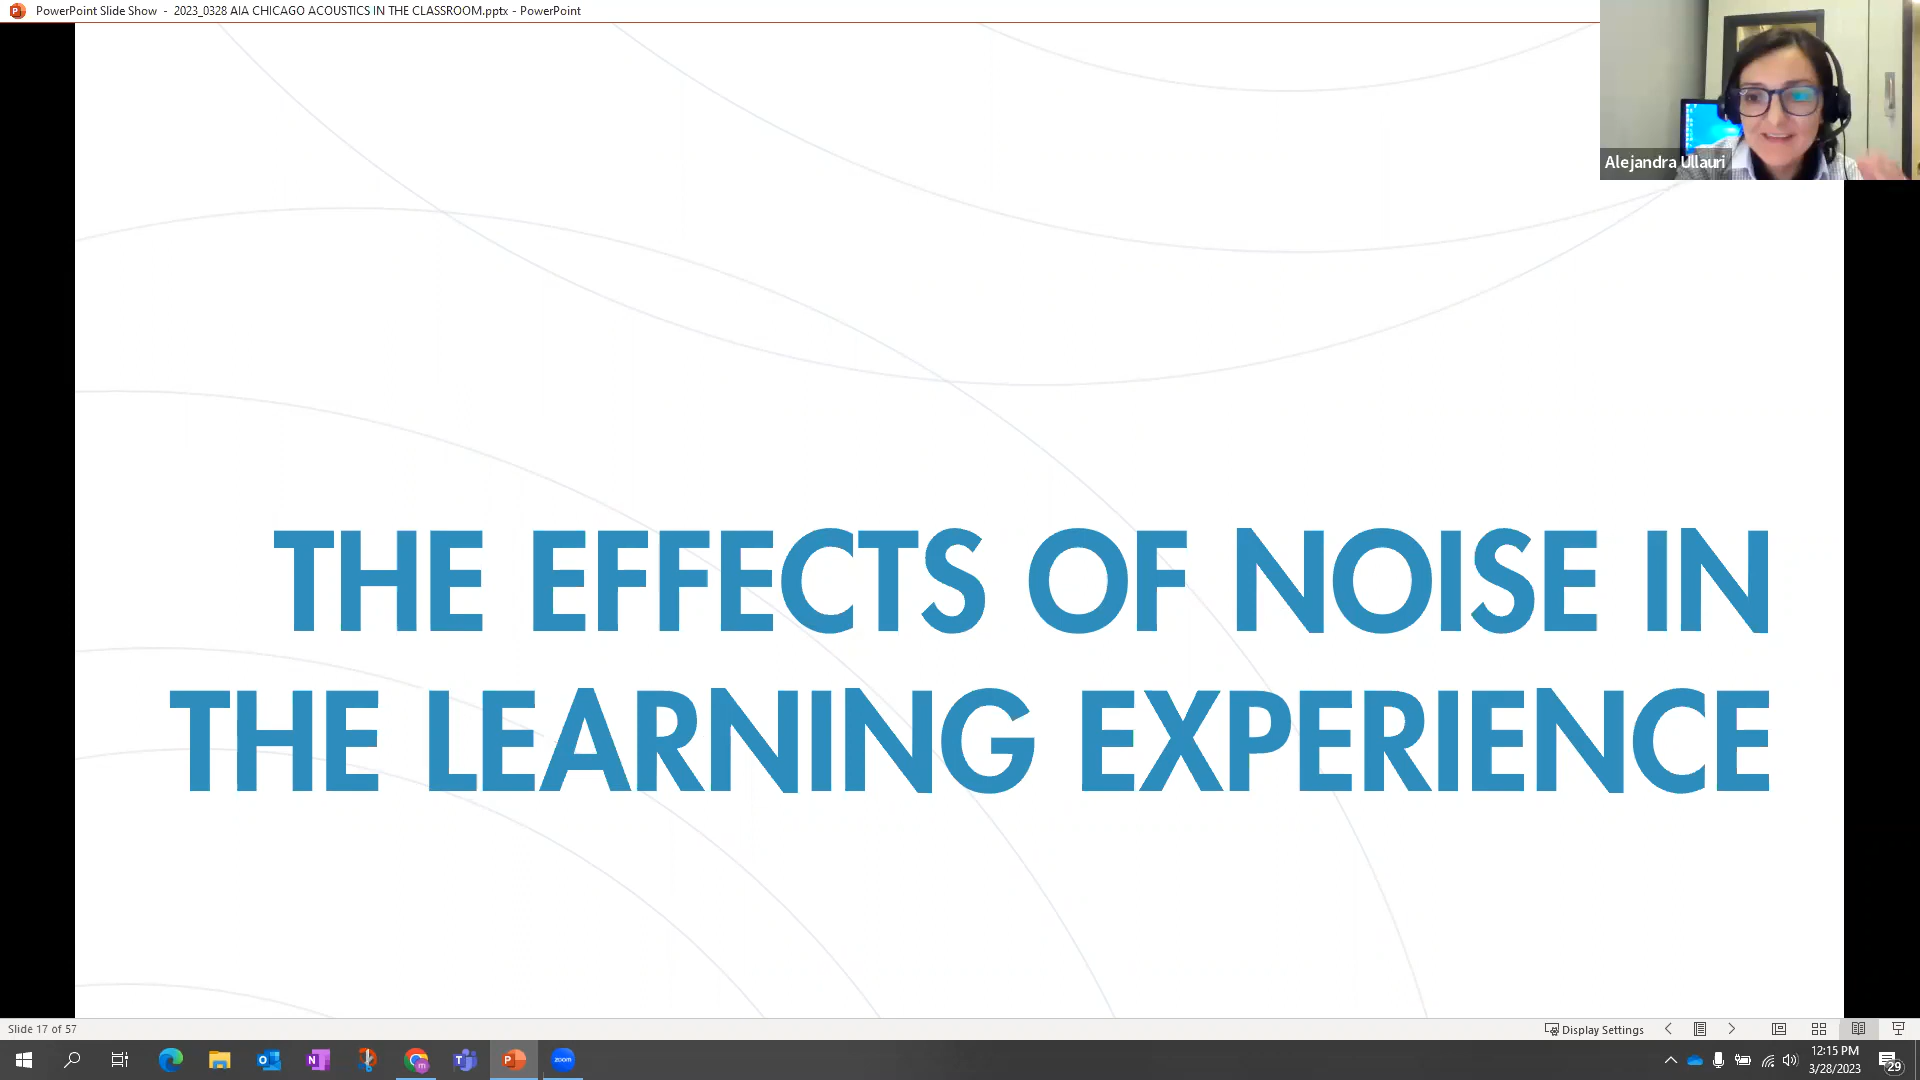 PowerPoint Slide Show - 2023_0328 AIA CHICAGO ACOUSTICS IN THE CLASSROOM.pptx - PowerPoint
Alejandra Ullauri
THE EFFECTS OF NOISE IN
THE LEARNING EXPERIENCE
Slide 17 of 57
Display Settings
zoom
12:15 PM
3/28/2023
29